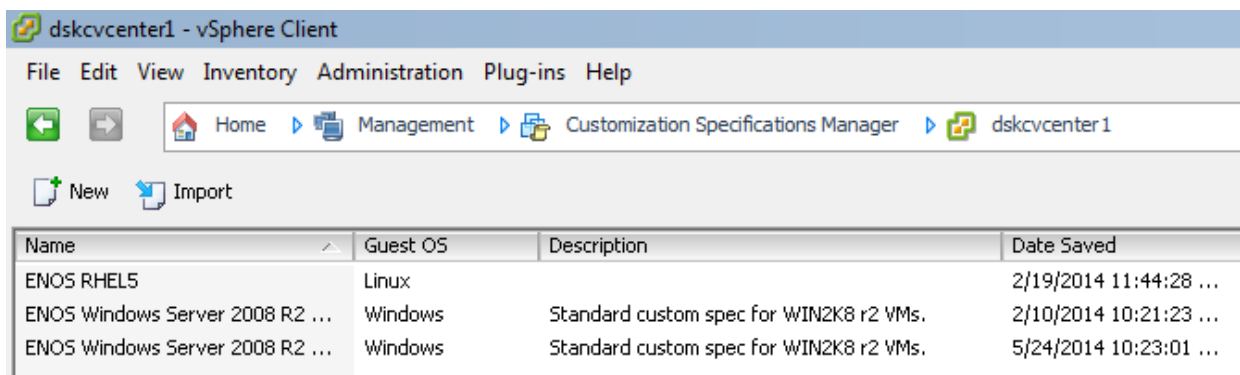 dskcvcenter1 - vSphere Client
File Edit View Inventory Administration Plug-ins Help
Home Management Customization Specifications Manager dskcvcenter1
New Import
Name Guest OS Description Date Saved
ENOS RHEL5 Linux 2/19/2014 11:44:28 ...
ENOS Windows Server 2008 R2 ... Windows Standard custom spec for WIN2K8 r2 VMs. 2/10/2014 10:21:23 ...
ENOS Windows Server 2008 R2 ... Windows Standard custom spec for WIN2K8 r2 VMs. 5/24/2014 10:23:01 ...